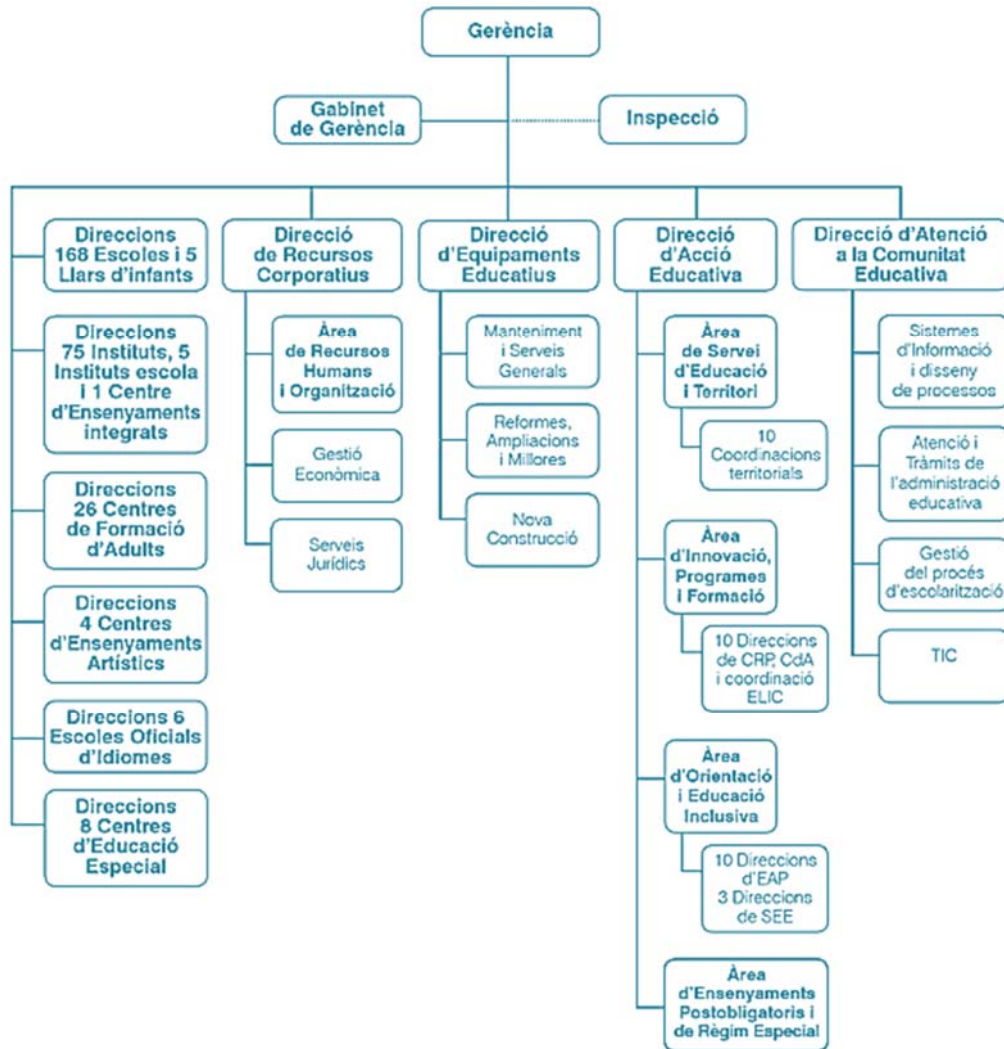 Gerència
Gabinet
de Gerència
Inspecció
Direccions
168 Escoles i 5
Llars d'infants
Direccions
75 Instituts, 5
Instituts escola
i 1 Centre
d'Ensenyaments
integrats
Direccions
26 Centres
de Formació
d'Adults
Direccions
4 Centres
d'Ensenyaments
Artístics
Direccions 6
Escoles Oficials
d'Idiomes
Direccions
8 Centres
d'Educació
Especial
Direcció
de Recursos
Corporatius
Àrea
de Recursos
Humans
i Organització
Gestió
Econòmica
Serveis
Jurídics
Direcció
d'Equipaments
Educatius
Manteniment
i Serveis
Generals
Reformes,
Ampliacions
i Millores
Nova
Construcció
Direcció
d'Acció
Educativa
Àrea
de Servei
d'Educació
i Territori
10
Coordinacions
territorials
Àrea
d'Innovació,
Programes
i Formació
10 Direccions
de CRP, CdA
i coordinació
ELIC
Àrea
d'Orientació
i Educació
Inclusiva
10 Direccions
d'EAP
3 Direccions
de SEE
Àrea
d'Ensenyaments
Postobligatoris i
de Règim Especial
Direcció d'Atenció
a la Comunitat
Educativa
Sistemes
d'Informació
i disseny
de processos
Atenció i
Tràmits de
l'administració
educativa
Gestió
del procés
d'escolarització
TIC